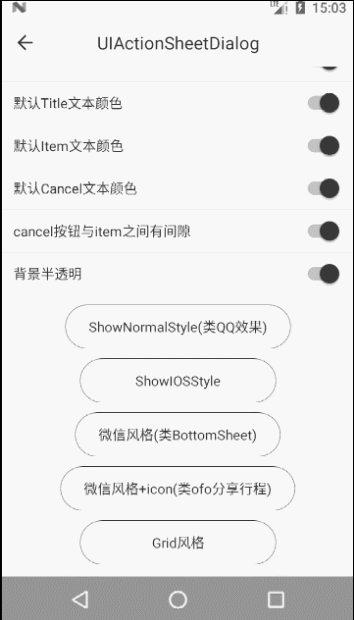 15:03
UIActionSheetDialog
默认Title文本颜色
默认Item文本颜色
默认Cancel文本颜色
cancel按钮与item之间有间隙
背景半透明
ShowNormalStyle(类QQ效果)
ShowIOSStyle
微信风格(类BottomSheet)
微信风格+icon(类ofo分享行程)
Grid风格